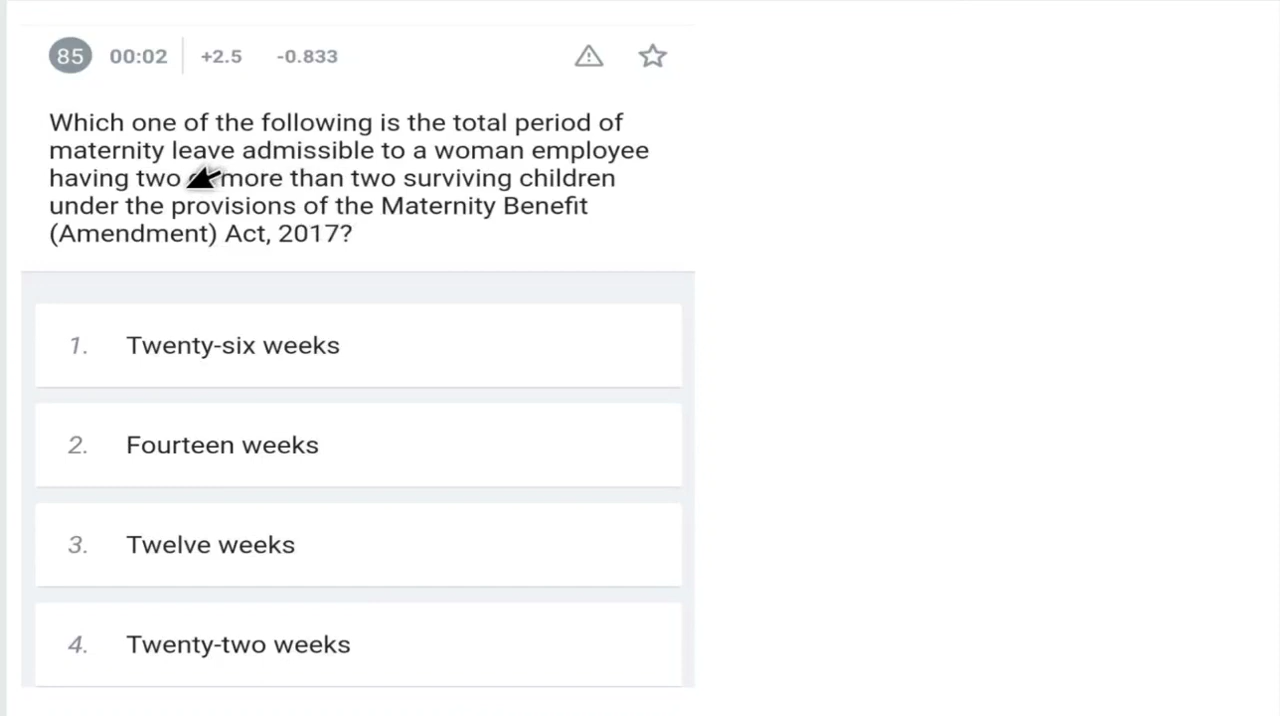 85 00:02 +2.5 -0.833
Which one of the following is the total period of
maternity leave admissible to a woman employee
having two more than two surviving children
under the provisions of the Maternity Benefit
(Amendment) Act, 2017?
1. Twenty-six weeks
2. Fourteen weeks
3. Twelve weeks
4. Twenty-two weeks